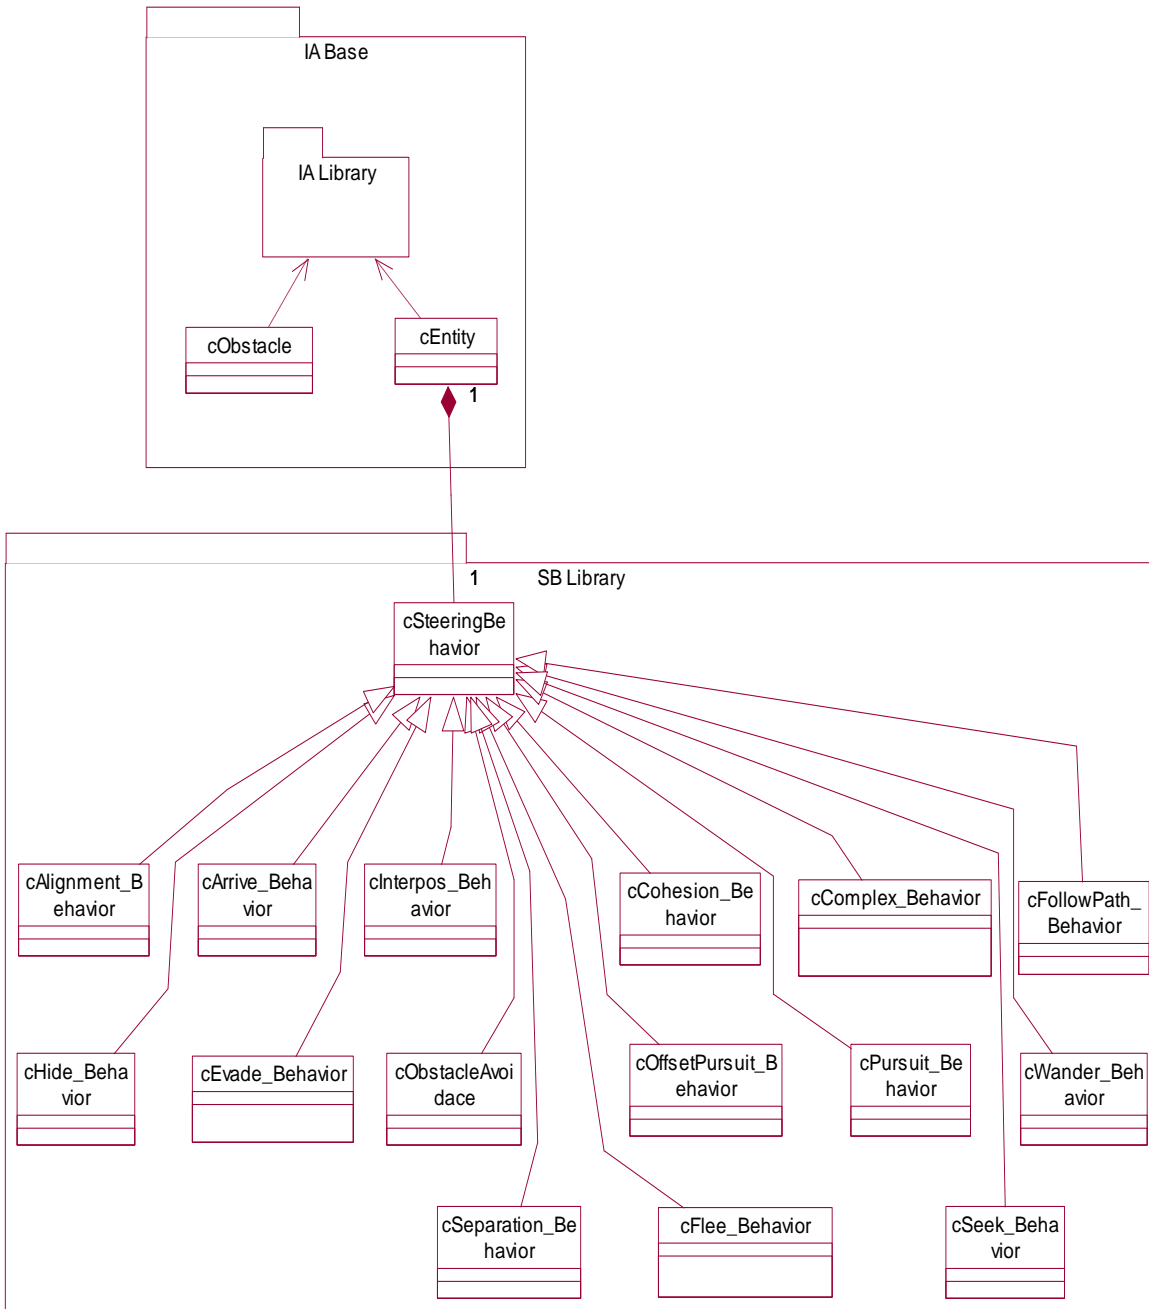 IA Base
IA Library
cObstacle
cEntity
1
1
SB Library
cSteeringBe
havior
cAlignment_B
ehavior
cArrive_Beha
vior
cInterpos_Beh
avior
cCohesion_Be
havior
cComplex_Behavior
cFollowPath_
Behavior
cHide_Beha
vior
cEvade_Behavior
cObstacleAvoi
dace
cOffsetPursuit_B
ehavior
cPursuit_Be
havior
cWander_Beh
avior
cSeparation_Be
havior
cFlee_Behavior
cSeek_Beha
vior